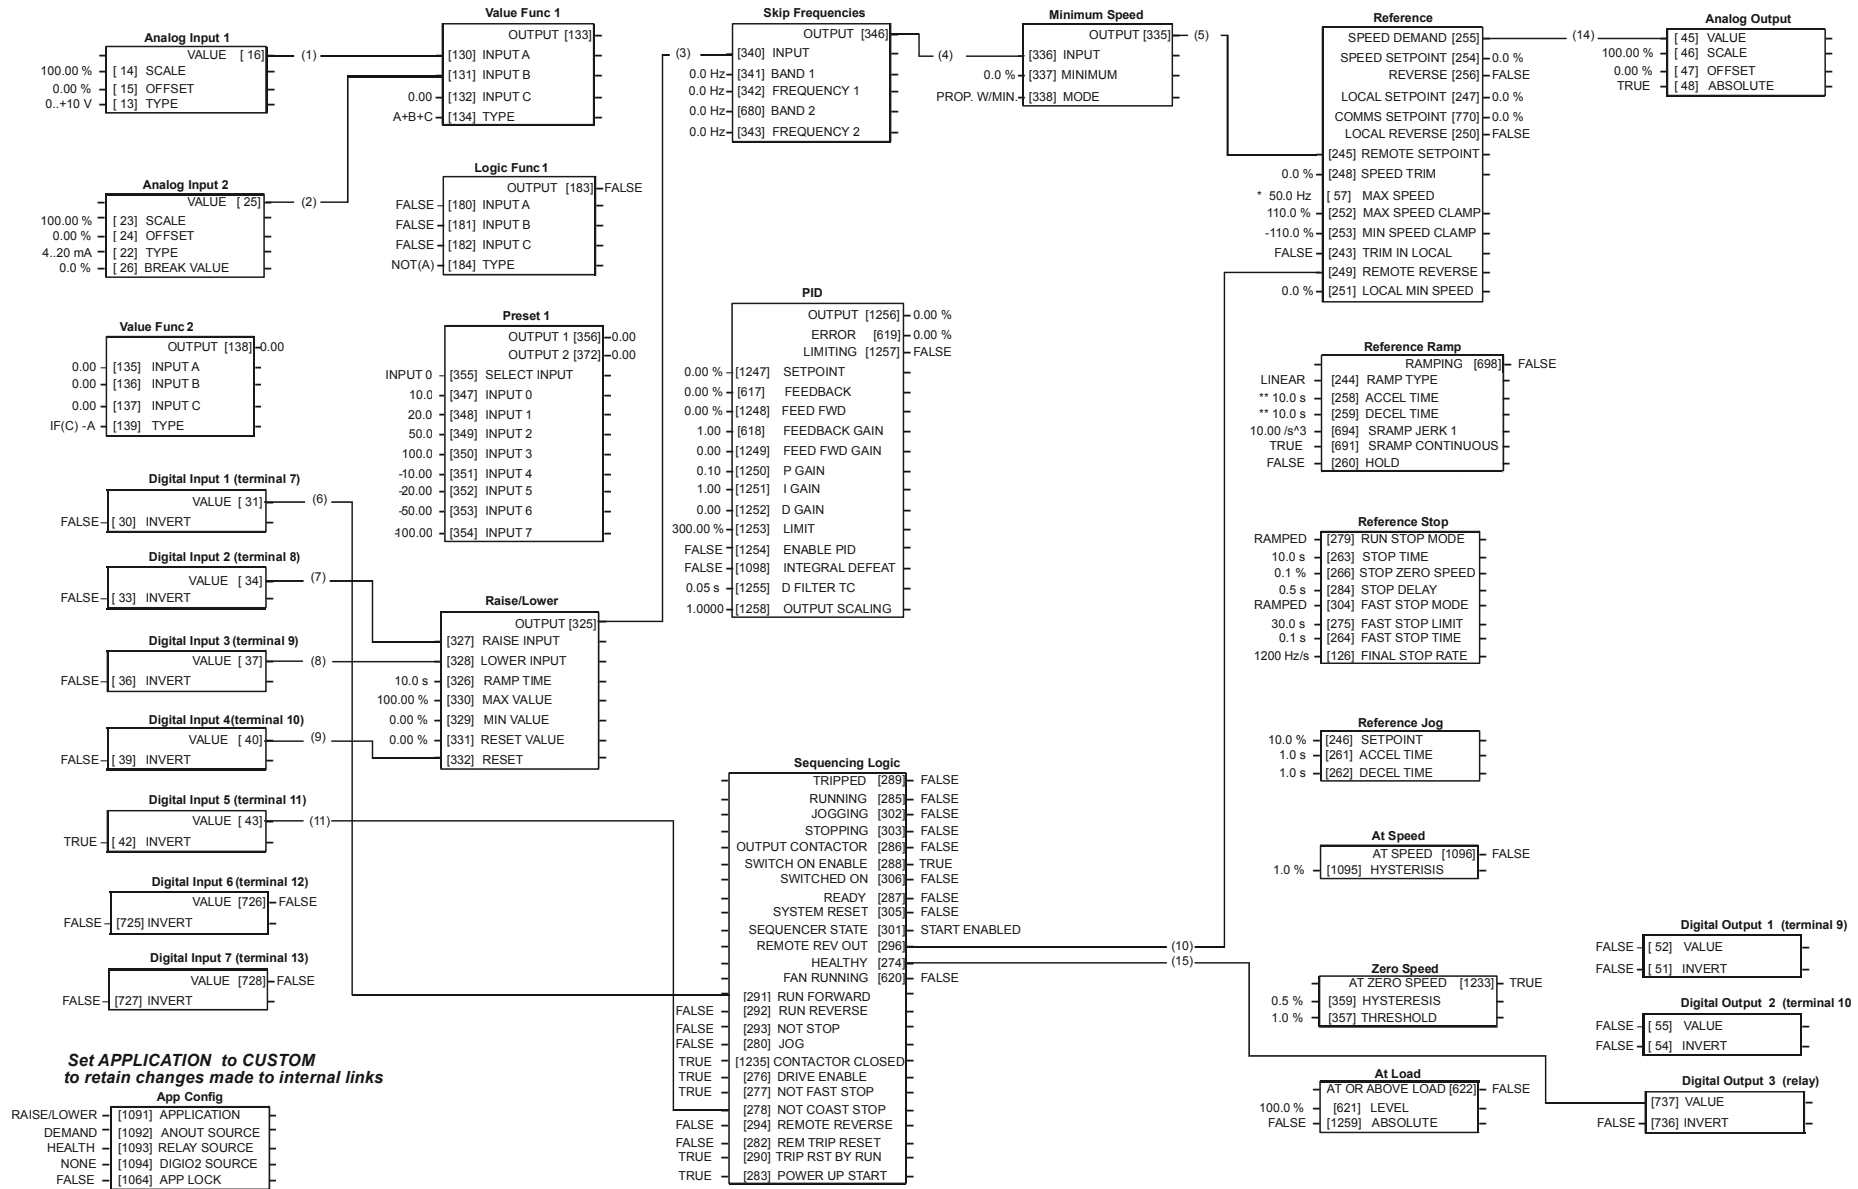 Analog Input 1
VALUE [ 16]
100.00 % [ 14] SCALE
0.00 % [ 15] OFFSET
0..+10 V [ 13] TYPE
(1)
Value Func 1
OUTPUT [133]
[130] INPUT A
[131] INPUT B
0.00 [132] INPUT C
A+B+C [134] TYPE
Skip Frequencies
OUTPUT [346]
(3)
[340] INPUT
0.0 Hz [341] BAND 1
0.0 Hz [342] FREQUENCY 1
0.0 Hz [680] BAND 2
0.0 Hz [343] FREQUENCY 2
(4)
Minimum Speed
OUTPUT [335]
[336] INPUT
0.0 % [337] MINIMUM
PROP. W/MIN. [338] MODE
(5)
Reference
SPEED DEMAND [255]
SPEED SETPOINT [254] 0.0 %
REVERSE [256] FALSE
LOCAL SETPOINT [247] 0.0 %
COMMS SETPOINT [770] 0.0 %
LOCAL REVERSE [250] FALSE
[245] REMOTE SETPOINT
0.0 % [248] SPEED TRIM
* 50.0 Hz [ 57] MAX SPEED
110.0 % [252] MAX SPEED CLAMP
-110.0 % [253] MIN SPEED CLAMP
FALSE [243] TRIM IN LOCAL
[249] REMOTE REVERSE
0.0 % [251] LOCAL MIN SPEED
(14)
Analog Output
[ 45] VALUE
100.00 % [ 46] SCALE
0.00 % [ 47] OFFSET
TRUE [ 48] ABSOLUTE
Analog Input 2
VALUE [ 25]
100.00 % [ 23] SCALE
0.00 % [ 24] OFFSET
4..20 mA [ 22] TYPE
0.0 % [ 26] BREAK VALUE
(2)
Logic Func 1
OUTPUT [183] FALSE
FALSE [180] INPUT A
FALSE [181] INPUT B
FALSE [182] INPUT C
NOT(A) [184] TYPE
Value Func 2
OUTPUT [138] 0.00
0.00 [135] INPUT A
0.00 [136] INPUT B
0.00 [137] INPUT C
IF(C) -A [139] TYPE
Preset 1
OUTPUT 1 [356] 0.00
OUTPUT 2 [372] 0.00
INPUT 0 [355] SELECT INPUT
10.0 [347] INPUT 0
20.0 [348] INPUT 1
50.0 [349] INPUT 2
100.0 [350] INPUT 3
-10.00 [351] INPUT 4
-20.00 [352] INPUT 5
-50.00 [353] INPUT 6
-100.00 [354] INPUT 7
PID
OUTPUT [1256] 0.00 %
ERROR [619] 0.00 %
LIMITING [1257] FALSE
0.00 % [1247] SETPOINT
0.00 % [617] FEEDBACK
0.00 % [1248] FEED FWD
1.00 [618] FEEDBACK GAIN
0.00 [1249] FEED FWD GAIN
0.10 [1250] P GAIN
1.00 [1251] I GAIN
0.00 [1252] D GAIN
300.00 % [1253] LIMIT
FALSE [1254] ENABLE PID
FALSE [1098] INTEGRAL DEFEAT
0.05 s [1255] D FILTER TC
1.0000 [1258] OUTPUT SCALING
Reference Ramp
RAMPING [698] FALSE
LINEAR [244] RAMP TYPE
** 10.0 s [258] ACCEL TIME
** 10.0 s [259] DECEL TIME
10.00 /s^3 [694] SRAMP JERK 1
TRUE [691] SRAMP CONTINUOUS
FALSE [260] HOLD
Digital Input 1 (terminal 7)
VALUE [ 31]
FALSE [ 30] INVERT
(6)
Digital Input 2 (terminal 8)
VALUE [ 34]
FALSE [ 33] INVERT
(7)
Digital Input 3 (terminal 9)
VALUE [ 37]
FALSE [ 36] INVERT
(8)
Digital Input 4(terminal 10)
VALUE [ 40]
FALSE [ 39] INVERT
(9)
Raise/Lower
OUTPUT [325]
[327] RAISE INPUT
[328] LOWER INPUT
10.0 s [326] RAMP TIME
100.00 % [330] MAX VALUE
0.00 % [329] MIN VALUE
0.00 % [331] RESET VALUE
[332] RESET
Reference Stop
RAMPED [279] RUN STOP MODE
10.0 s [263] STOP TIME
0.1 % [266] STOP ZERO SPEED
0.5 s [284] STOP DELAY
RAMPED [304] FAST STOP MODE
30.0 s [275] FAST STOP LIMIT
0.1 s [264] FAST STOP TIME
1200 Hz/s [126] FINAL STOP RATE
Reference Jog
10.0 % [246] SETPOINT
1.0 s [261] ACCEL TIME
1.0 s [262] DECEL TIME
Digital Input 5 (terminal 11)
VALUE [ 43]
TRUE [ 42] INVERT
(11)
Digital Input 6 (terminal 12)
VALUE [726] FALSE
FALSE [725] INVERT
Digital Input 7 (terminal 13)
VALUE [728] FALSE
FALSE [727] INVERT
Sequencing Logic
TRIPPED [289] FALSE
RUNNING [285] FALSE
JOGGING [302] FALSE
STOPPING [303] FALSE
OUTPUT CONTACTOR [286] FALSE
SWITCH ON ENABLE [288] TRUE
SWITCHED ON [306] FALSE
READY [287] FALSE
SYSTEM RESET [305] FALSE
SEQUENCER STATE [301] START ENABLED
REMOTE REV OUT [296]
HEALTHY [274]
FAN RUNNING [620] FALSE
[291] RUN FORWARD
FALSE [292] RUN REVERSE
FALSE [293] NOT STOP
FALSE [280] JOG
TRUE [1235] CONTACTOR CLOSED
TRUE [276] DRIVE ENABLE
TRUE [277] NOT FAST STOP
[278] NOT COAST STOP
FALSE [294] REMOTE REVERSE
FALSE [282] REM TRIP RESET
TRUE [290] TRIP RST BY RUN
TRUE [283] POWER UP START
(10)
(15)
At Speed
AT SPEED [1096] FALSE
1.0 % [1095] HYSTERISIS
Zero Speed
AT ZERO SPEED [1233] TRUE
0.5 % [359] HYSTERESIS
1.0 % [357] THRESHOLD
At Load
AT OR ABOVE LOAD [622] FALSE
100.0 % [621] LEVEL
FALSE [1259] ABSOLUTE
Digital Output 1 (terminal 9)
FALSE [ 52] VALUE
FALSE [ 51] INVERT
Digital Output 2 (terminal 10
FALSE [ 55] VALUE
FALSE [ 54] INVERT
Digital Output 3 (relay)
[737] VALUE
FALSE [736] INVERT
Set APPLICATION to CUSTOM
to retain changes made to internal links
App Config
RAISE/LOWER [1091] APPLICATION
DEMAND [1092] ANOUT SOURCE
HEALTH [1093] RELAY SOURCE
NONE [1094] DIGIO2 SOURCE
FALSE [1064] APP LOCK